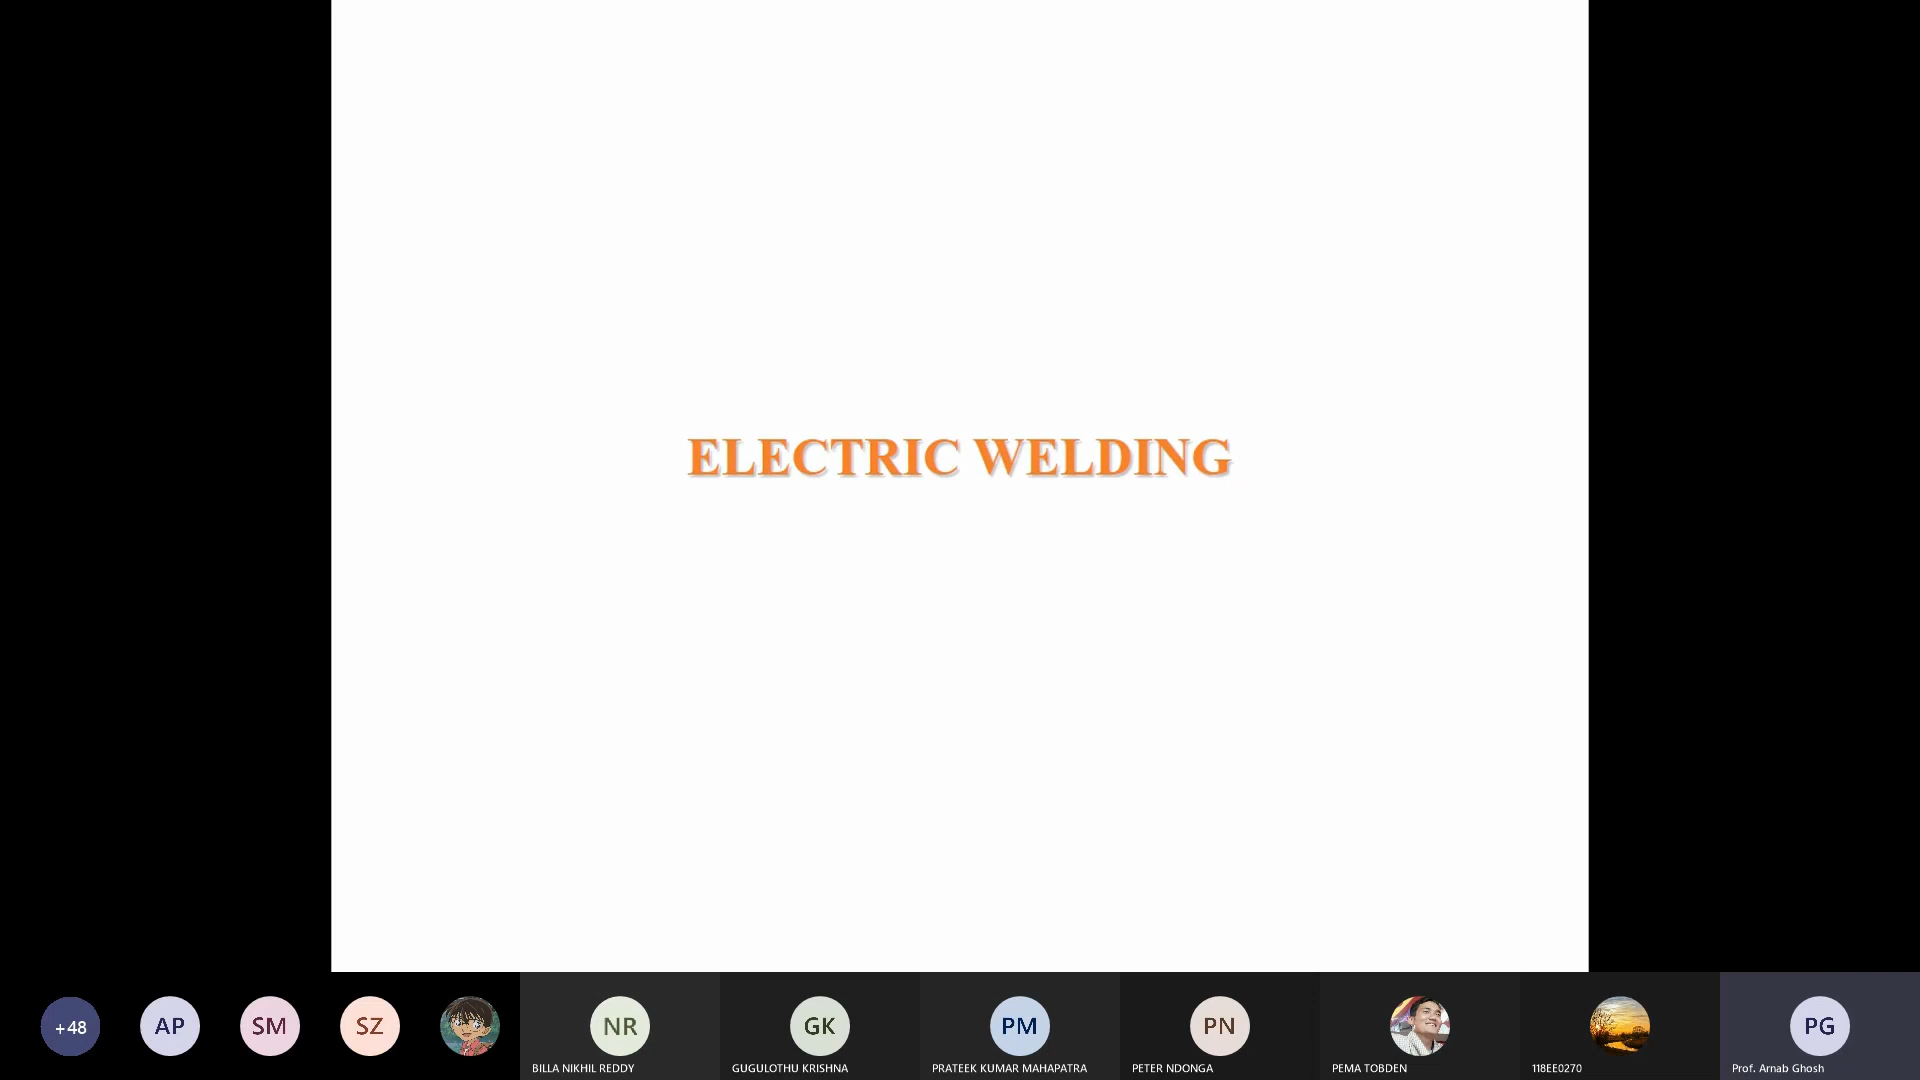 ELECTRIC WELDING
+48
AP
SM
SZ
NR
GK
PM
PN
PG
BILLA NIKHIL REDDY
GUGULOTHU KRISHNA
PRATEEK KUMAR MAHAPATRA
PETER NDONGA
PEMA TOBDEN
118EE0270
Prof. Arnab Ghosh